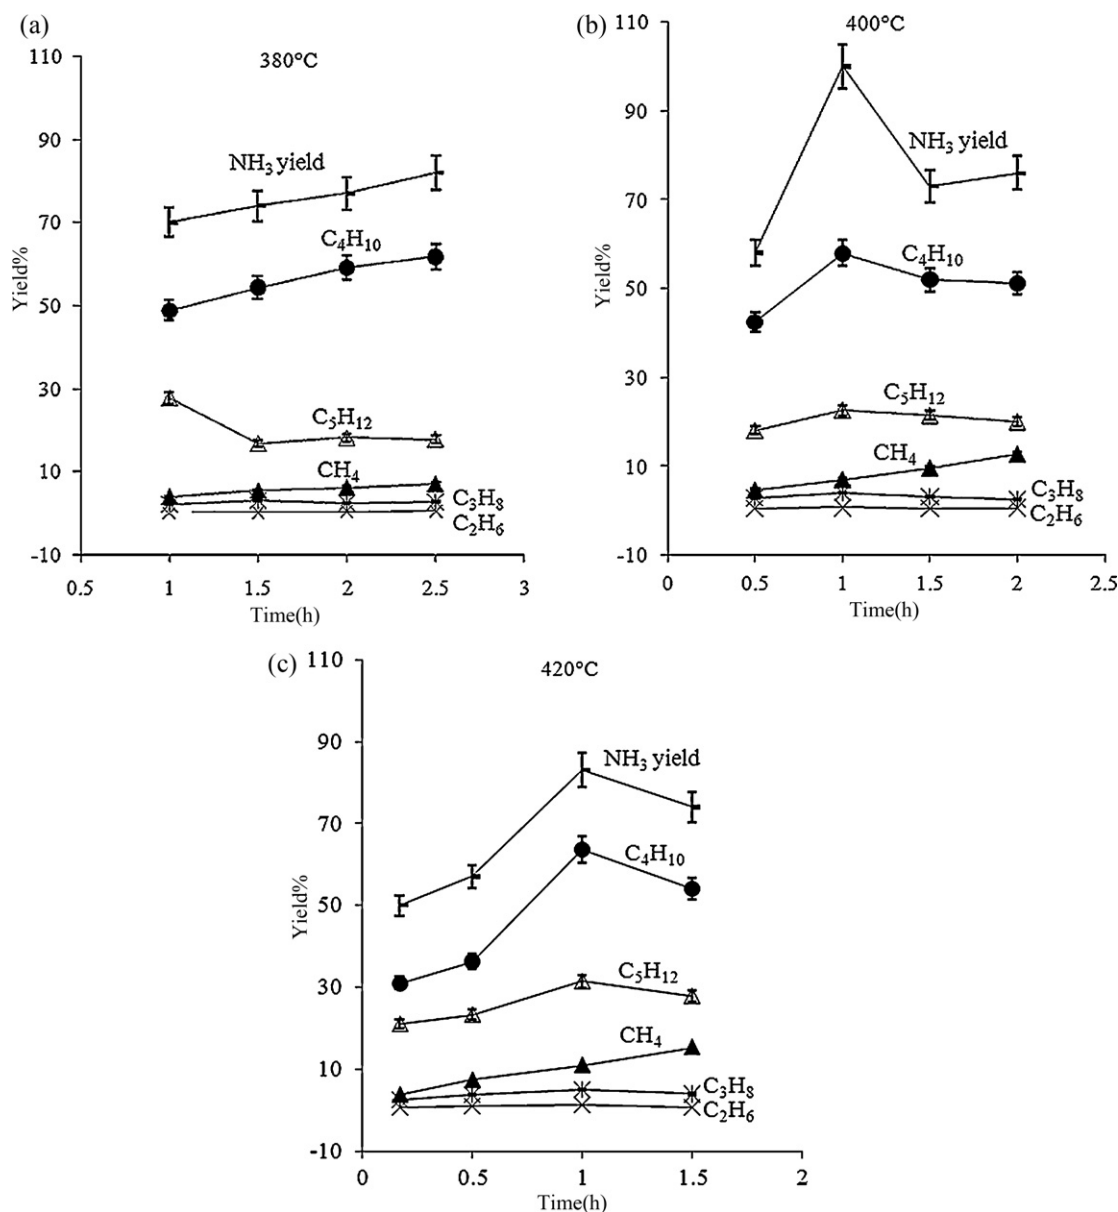 (a)
380°C
110
90
70
50
30
10
-10
Yield%
NH₃ yield
C₄H₁₀
C₅H₁₂
CH₄
C₃H₈
C₂H₆
0.5 1 1.5 2 2.5 3
Time(h)
(b)
400°C
110
90
70
50
30
10
-10
Yield%
NH₃ yield
C₄H₁₀
C₅H₁₂
CH₄
C₃H₈
C₂H₆
0 0.5 1 1.5 2 2.5
Time(h)
(c)
420°C
110
90
70
50
30
10
-10
Yield%
NH₃ yield
C₄H₁₀
C₅H₁₂
CH₄
C₃H₈
C₂H₆
0 0.5 1 1.5 2
Time(h)